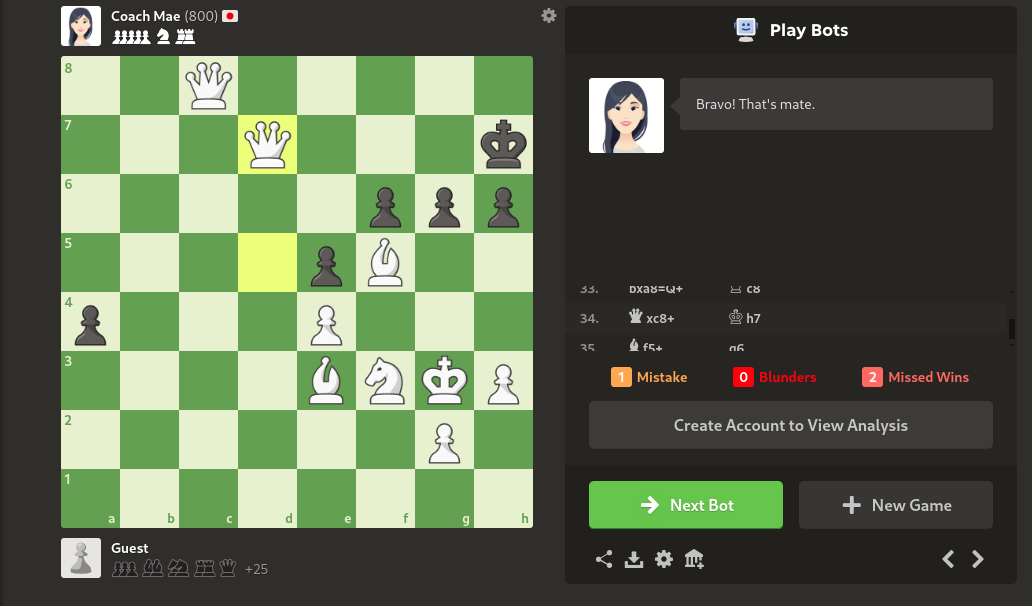 Coach Mae (800)
8
7
6
5
4
3
2
1
a b c d e f g h
Guest
+25
Play Bots
Bravo! That's mate.
33. bxa8=Q+ c8
34. xc8+ h7
35. f5+ g6
1 Mistake 0 Blunders 2 Missed Wins
Create Account to View Analysis
Next Bot
New Game